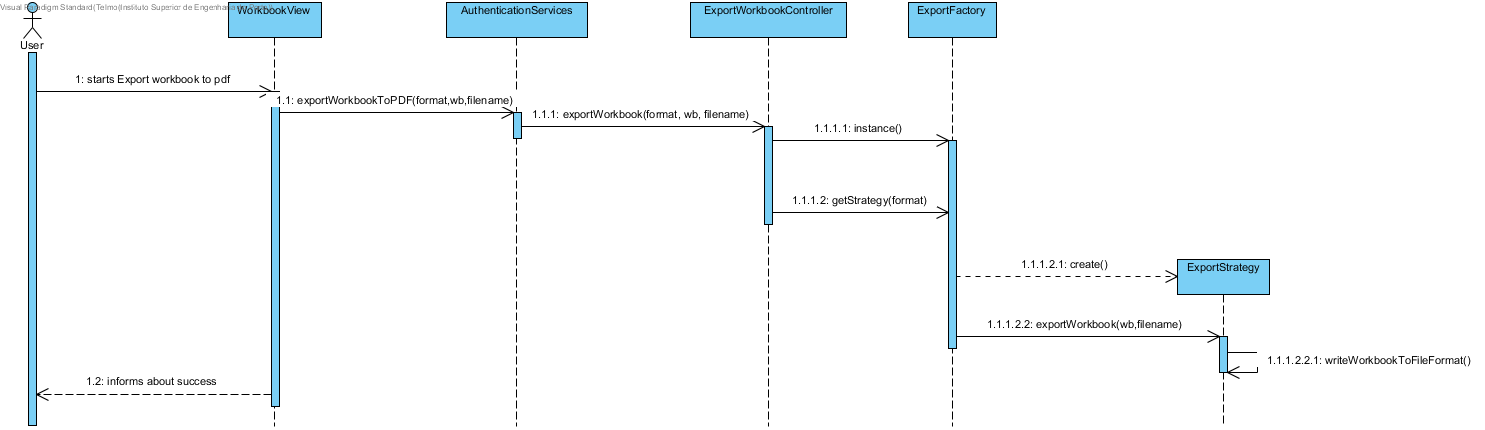 Visual Paradigm Standard(Telmo(Instituto Superior de Engenharia
User
WorkbookView
AuthenticationServices
ExportWorkbookController
ExportFactory
1: starts Export workbook to pdf
1.1: exportWorkbookToPDF(format,wb,filename)
1.1.1: exportWorkbook(format, wb, filename)
1.1.1.1: instance()
1.1.1.2: getStrategy(format)
1.1.1.2.1: create()
ExportStrategy
1.1.1.2.2: exportWorkbook(wb,filename)
1.1.1.2.2.1: writeWorkbookToFileFormat()
1.2: informs about success